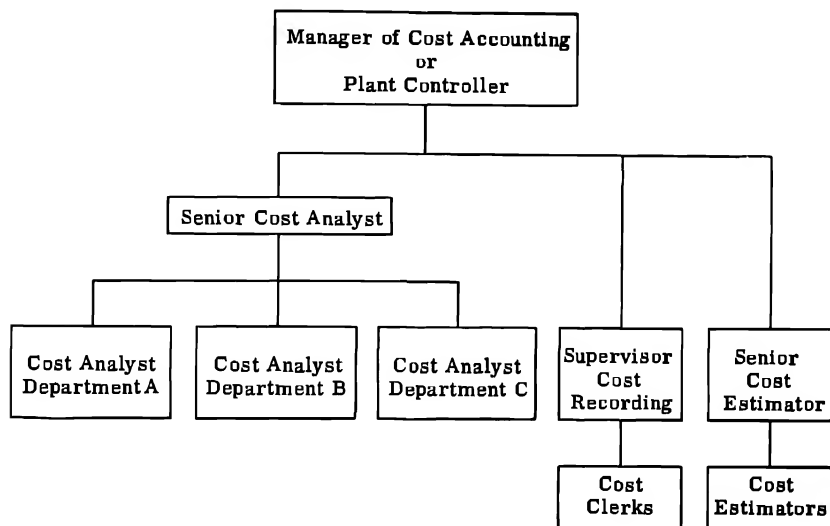 Manager of Cost Accounting
or
Plant Controller
Senior Cost Analyst
Cost Analyst
Department A
Cost Analyst
Department B
Cost Analyst
Department C
Supervisor
Cost
Recording
Senior
Cost
Estimator
Cost
Clerks
Cost
Estimators